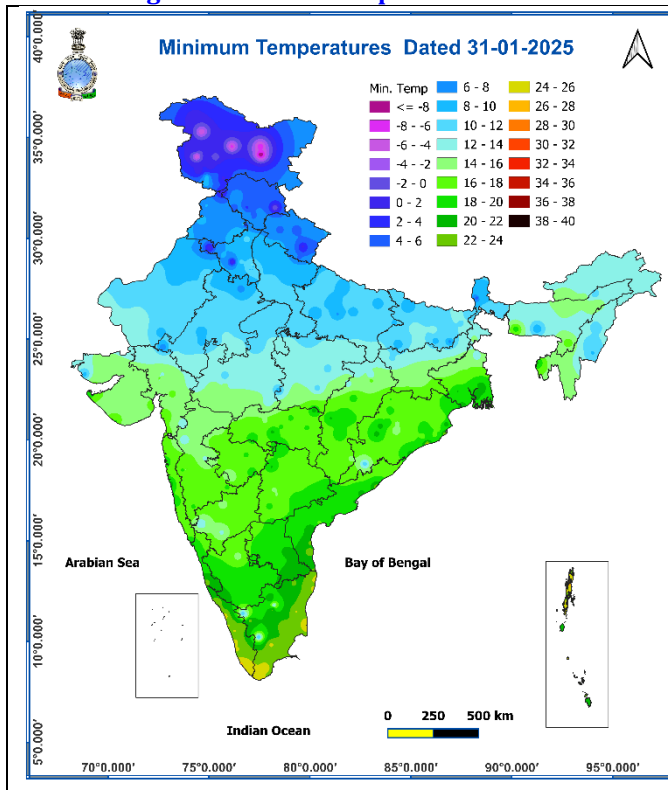 Minimum Temperatures Dated 31-01-2025
Min. Temp
<= -8
-8 - -6
-6 - -4
-4 - -2
-2 - 0
0 - 2
2 - 4
4 - 6
6 - 8
8 - 10
10 - 12
12 - 14
14 - 16
16 - 18
18 - 20
20 - 22
22 - 24
24 - 26
26 - 28
28 - 30
30 - 32
32 - 34
34 - 36
36 - 38
38 - 40
40°0.000'
35°0.000'
30°0.000'
25°0.000'
20°0.000'
15°0.000'
10°0.000'
5°0.000'
Arabian Sea
Bay of Bengal
Indian Ocean
0 250 500 km
70°0.000' 75°0.000' 80°0.000' 85°0.000' 90°0.000' 95°0.000'